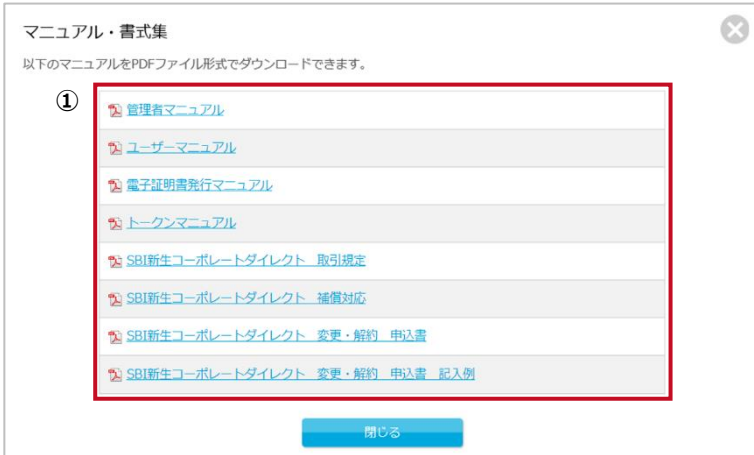 マニュアル・書式集
以下のマニュアルをPDFファイル形式でダウンロードできます。
①
管理者マニュアル
ユーザーマニュアル
電子証明書発行マニュアル
トークンマニュアル
SBI新生コーポレートダイレクト　取引規定
SBI新生コーポレートダイレクト　補償対応
SBI新生コーポレートダイレクト　変更・解約　申込書
SBI新生コーポレートダイレクト　変更・解約　申込書　記入例
閉じる